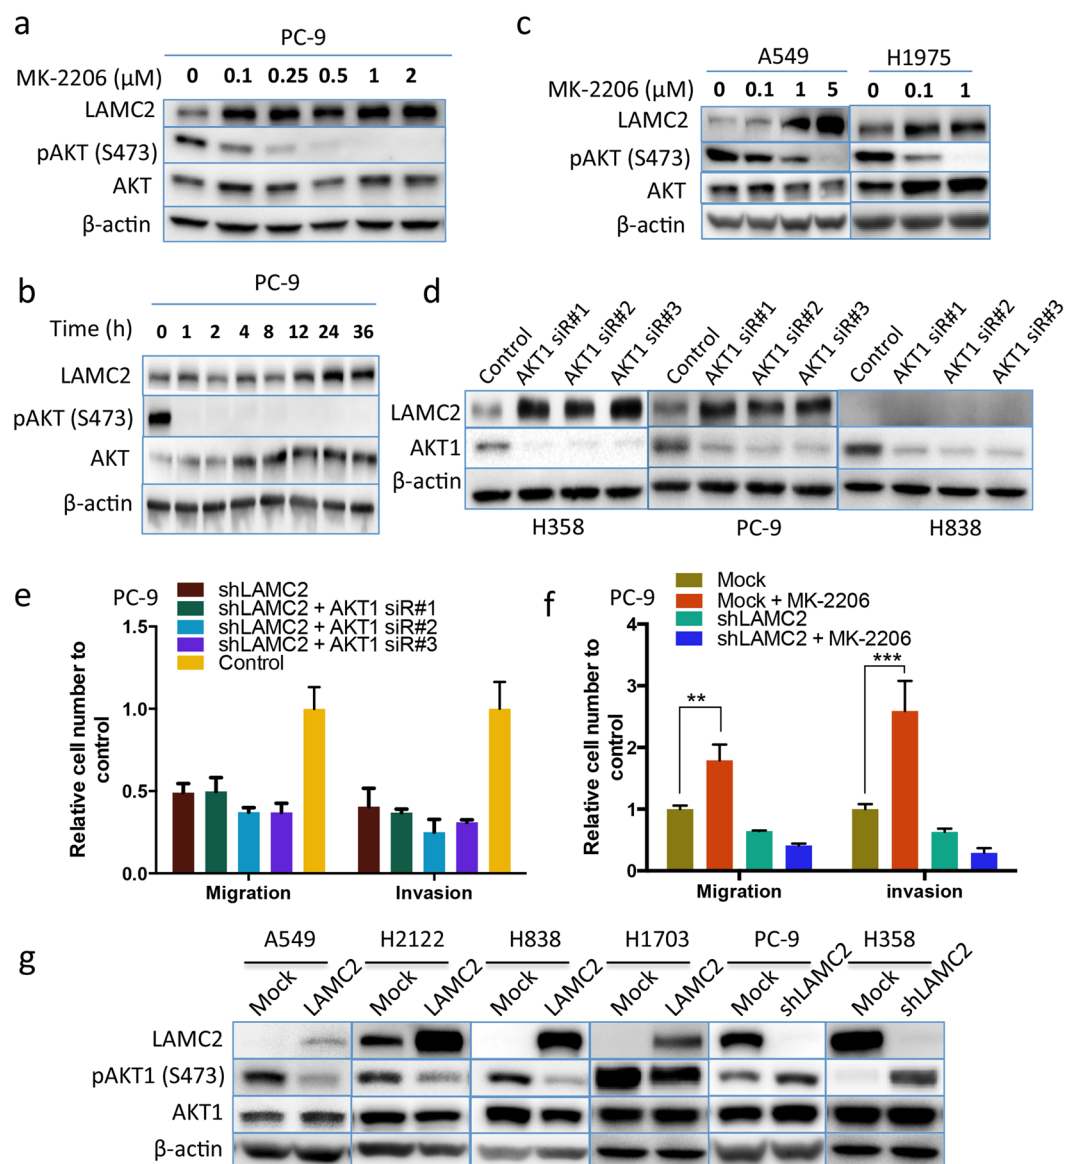 a
PC-9
MK-2206 (μM) 0 0.1 0.25 0.5 1 2
LAMC2
pAKT (S473)
AKT
β-actin
c
A549 H1975
MK-2206 (μM) 0 0.1 1 5 0 0.1 1
LAMC2
pAKT (S473)
AKT
β-actin
b
PC-9
Time (h) 0 1 2 4 8 12 24 36
LAMC2
pAKT (S473)
AKT
β-actin
d
Control AKT1 siR#1 AKT1 siR#2 AKT1 siR#3 Control AKT1 siR#1 AKT1 siR#2 AKT1 siR#3 Control AKT1 siR#1 AKT1 siR#2 AKT1 siR#3
LAMC2
AKT1
β-actin
H358 PC-9 H838
e
PC-9
shLAMC2
shLAMC2 + AKT1 siR#1
shLAMC2 + AKT1 siR#2
shLAMC2 + AKT1 siR#3
Control
Relative cell number to
control
1.5
1.0
0.5
0.0
Migration Invasion
f
PC-9
Mock
Mock + MK-2206
shLAMC2
shLAMC2 + MK-2206
Relative cell number to
control
4
3
2
1
0
**
***
Migration invasion
g
A549 H2122 H838 H1703 PC-9 H358
Mock LAMC2 Mock LAMC2 Mock LAMC2 Mock LAMC2 Mock shLAMC2 Mock shLAMC2
LAMC2
pAKT1 (S473)
AKT1
β-actin